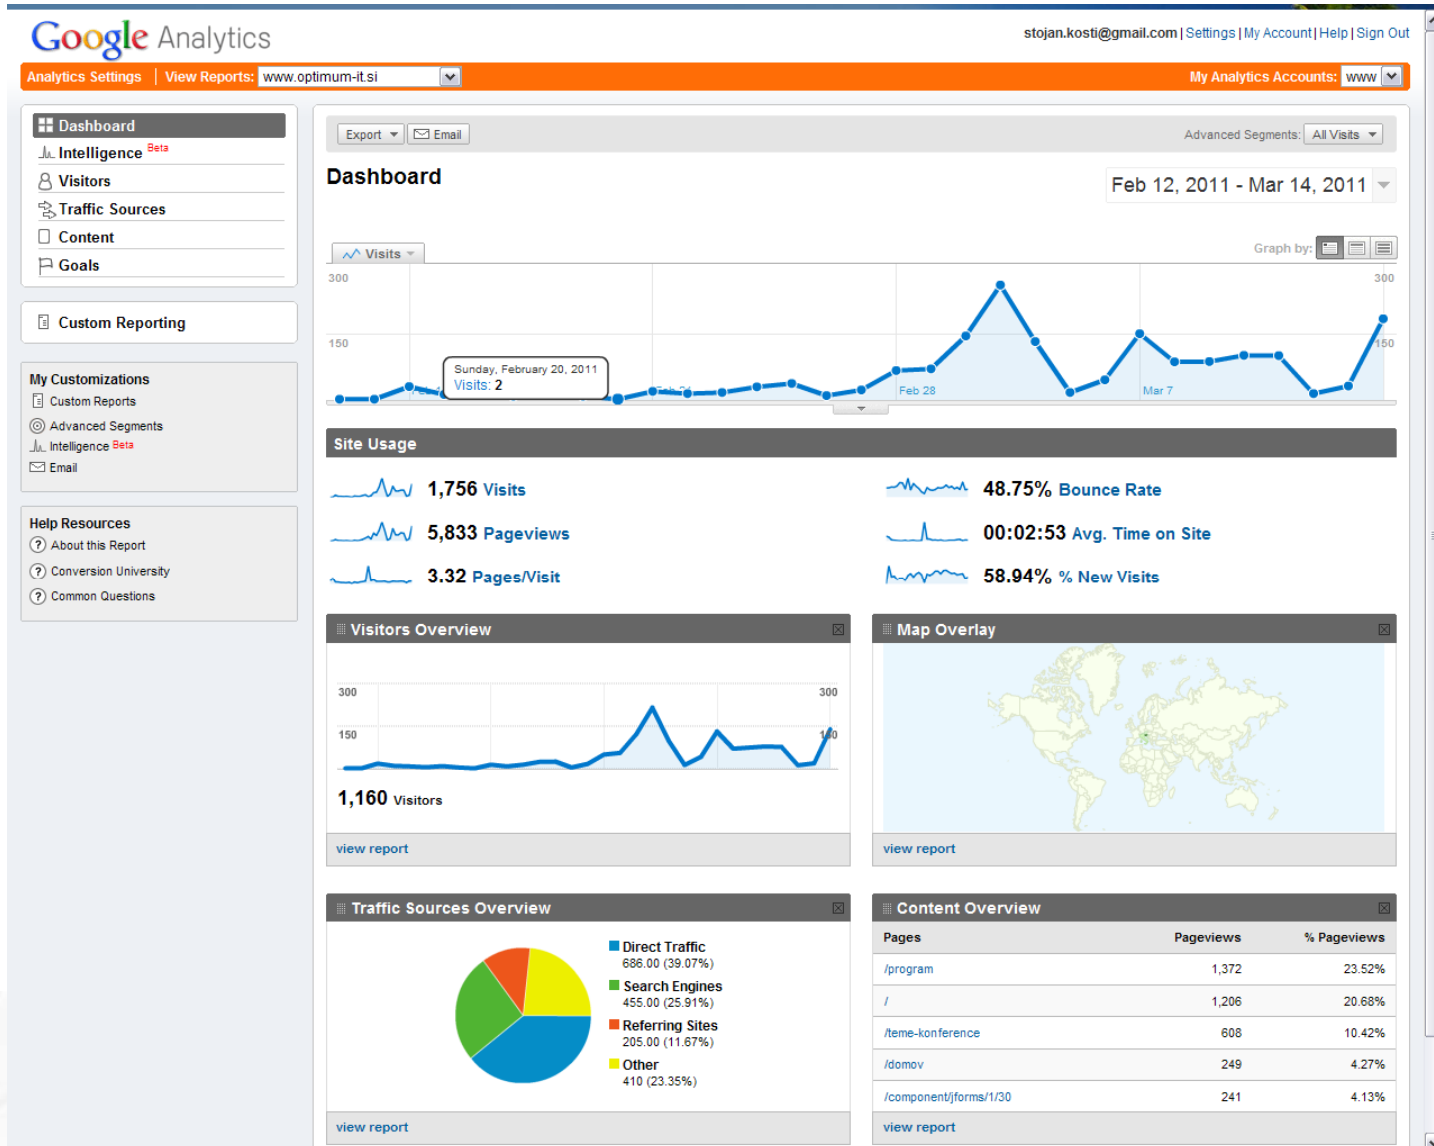 Google Analytics
stojan.kosti@gmail.com | Settings | My Account | Help | Sign Out
Analytics Settings | View Reports: www.optimum-it.si
My Analytics Accounts: www
Dashboard
Intelligence Beta
Visitors
Traffic Sources
Content
Goals
Custom Reporting
My Customizations
Custom Reports
Advanced Segments
Intelligence Beta
Email
Help Resources
? About this Report
? Conversion University
? Common Questions
Export Email
Advanced Segments: All Visits
Dashboard
Feb 12, 2011 - Mar 14, 2011
Visits
Graph by:
300 300
150 150
Sunday, February 20, 2011
Visits: 2
Feb 28 Mar 7
Site Usage
1,756 Visits
48.75% Bounce Rate
5,833 Pageviews
00:02:53 Avg. Time on Site
3.32 Pages/Visit
58.94% % New Visits
Visitors Overview
300 300
150 150
1,160 Visitors
view report
Map Overlay
view report
Traffic Sources Overview
Direct Traffic
686.00 (39.07%)
Search Engines
455.00 (25.91%)
Referring Sites
205.00 (11.67%)
Other
410 (23.35%)
view report
Content Overview
Pages Pageviews % Pageviews
/program 1,372 23.52%
/ 1,206 20.68%
/teme-konference 608 10.42%
/domov 249 4.27%
/component/jforms/1/30 241 4.13%
view report